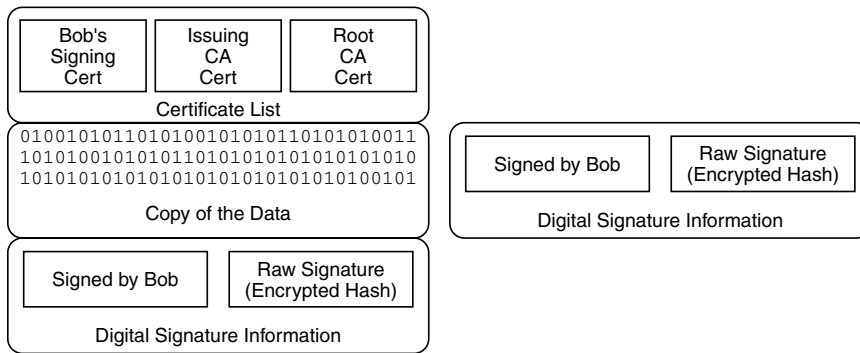 Bob's
Signing
Cert
Issuing
CA
Cert
Root
CA
Cert
Certificate List
010010101101010010101011010101010011
101010010101011010101010101010101010
101010101010101010101010101010100101
Copy of the Data
Signed by Bob
Raw Signature
(Encrypted Hash)
Digital Signature Information
Signed by Bob
Raw Signature
(Encrypted Hash)
Digital Signature Information